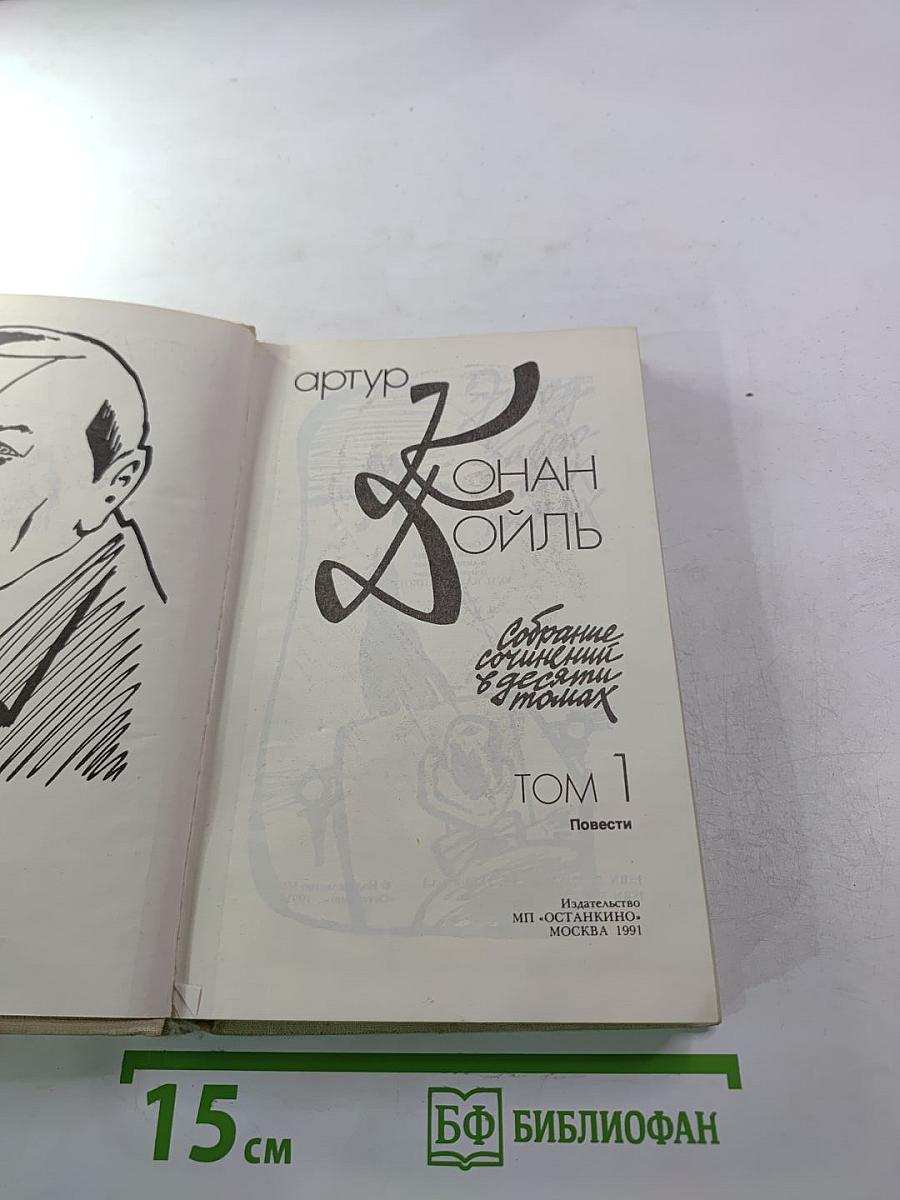 артур
КОНАН
ДОЙЛЬ
Собрание
сочинений
в десяти
томах
ТОМ 1
Повести
Издательство
МП «ОСТАНКИНО»
МОСКВА 1991
15 см
БФ БИБЛИОФАН